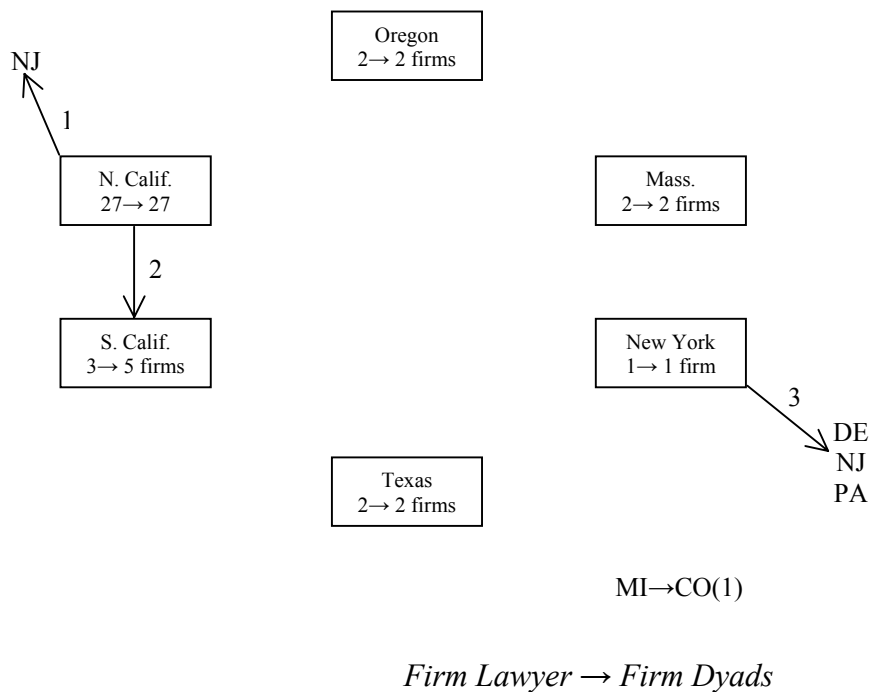 Oregon
2→ 2 firms
NJ
1
N. Calif.
27→ 27
Mass.
2→ 2 firms
2
S. Calif.
3→ 5 firms
New York
1→ 1 firm
3
DE
NJ
PA
Texas
2→ 2 firms
MI→CO(1)
Firm Lawyer → Firm Dyads